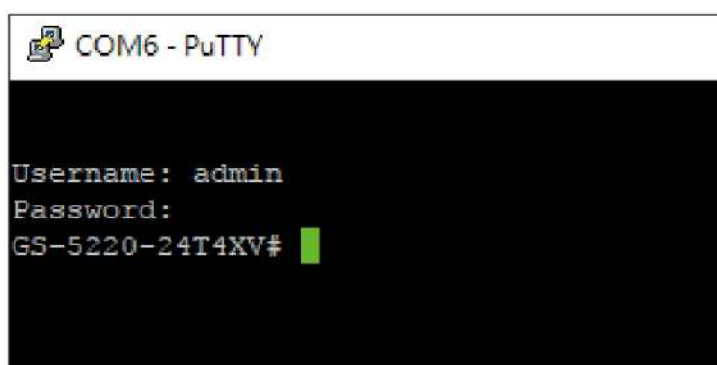 COM6 - PuTTY
Username: admin
Password:
GS-5220-24T4XV#